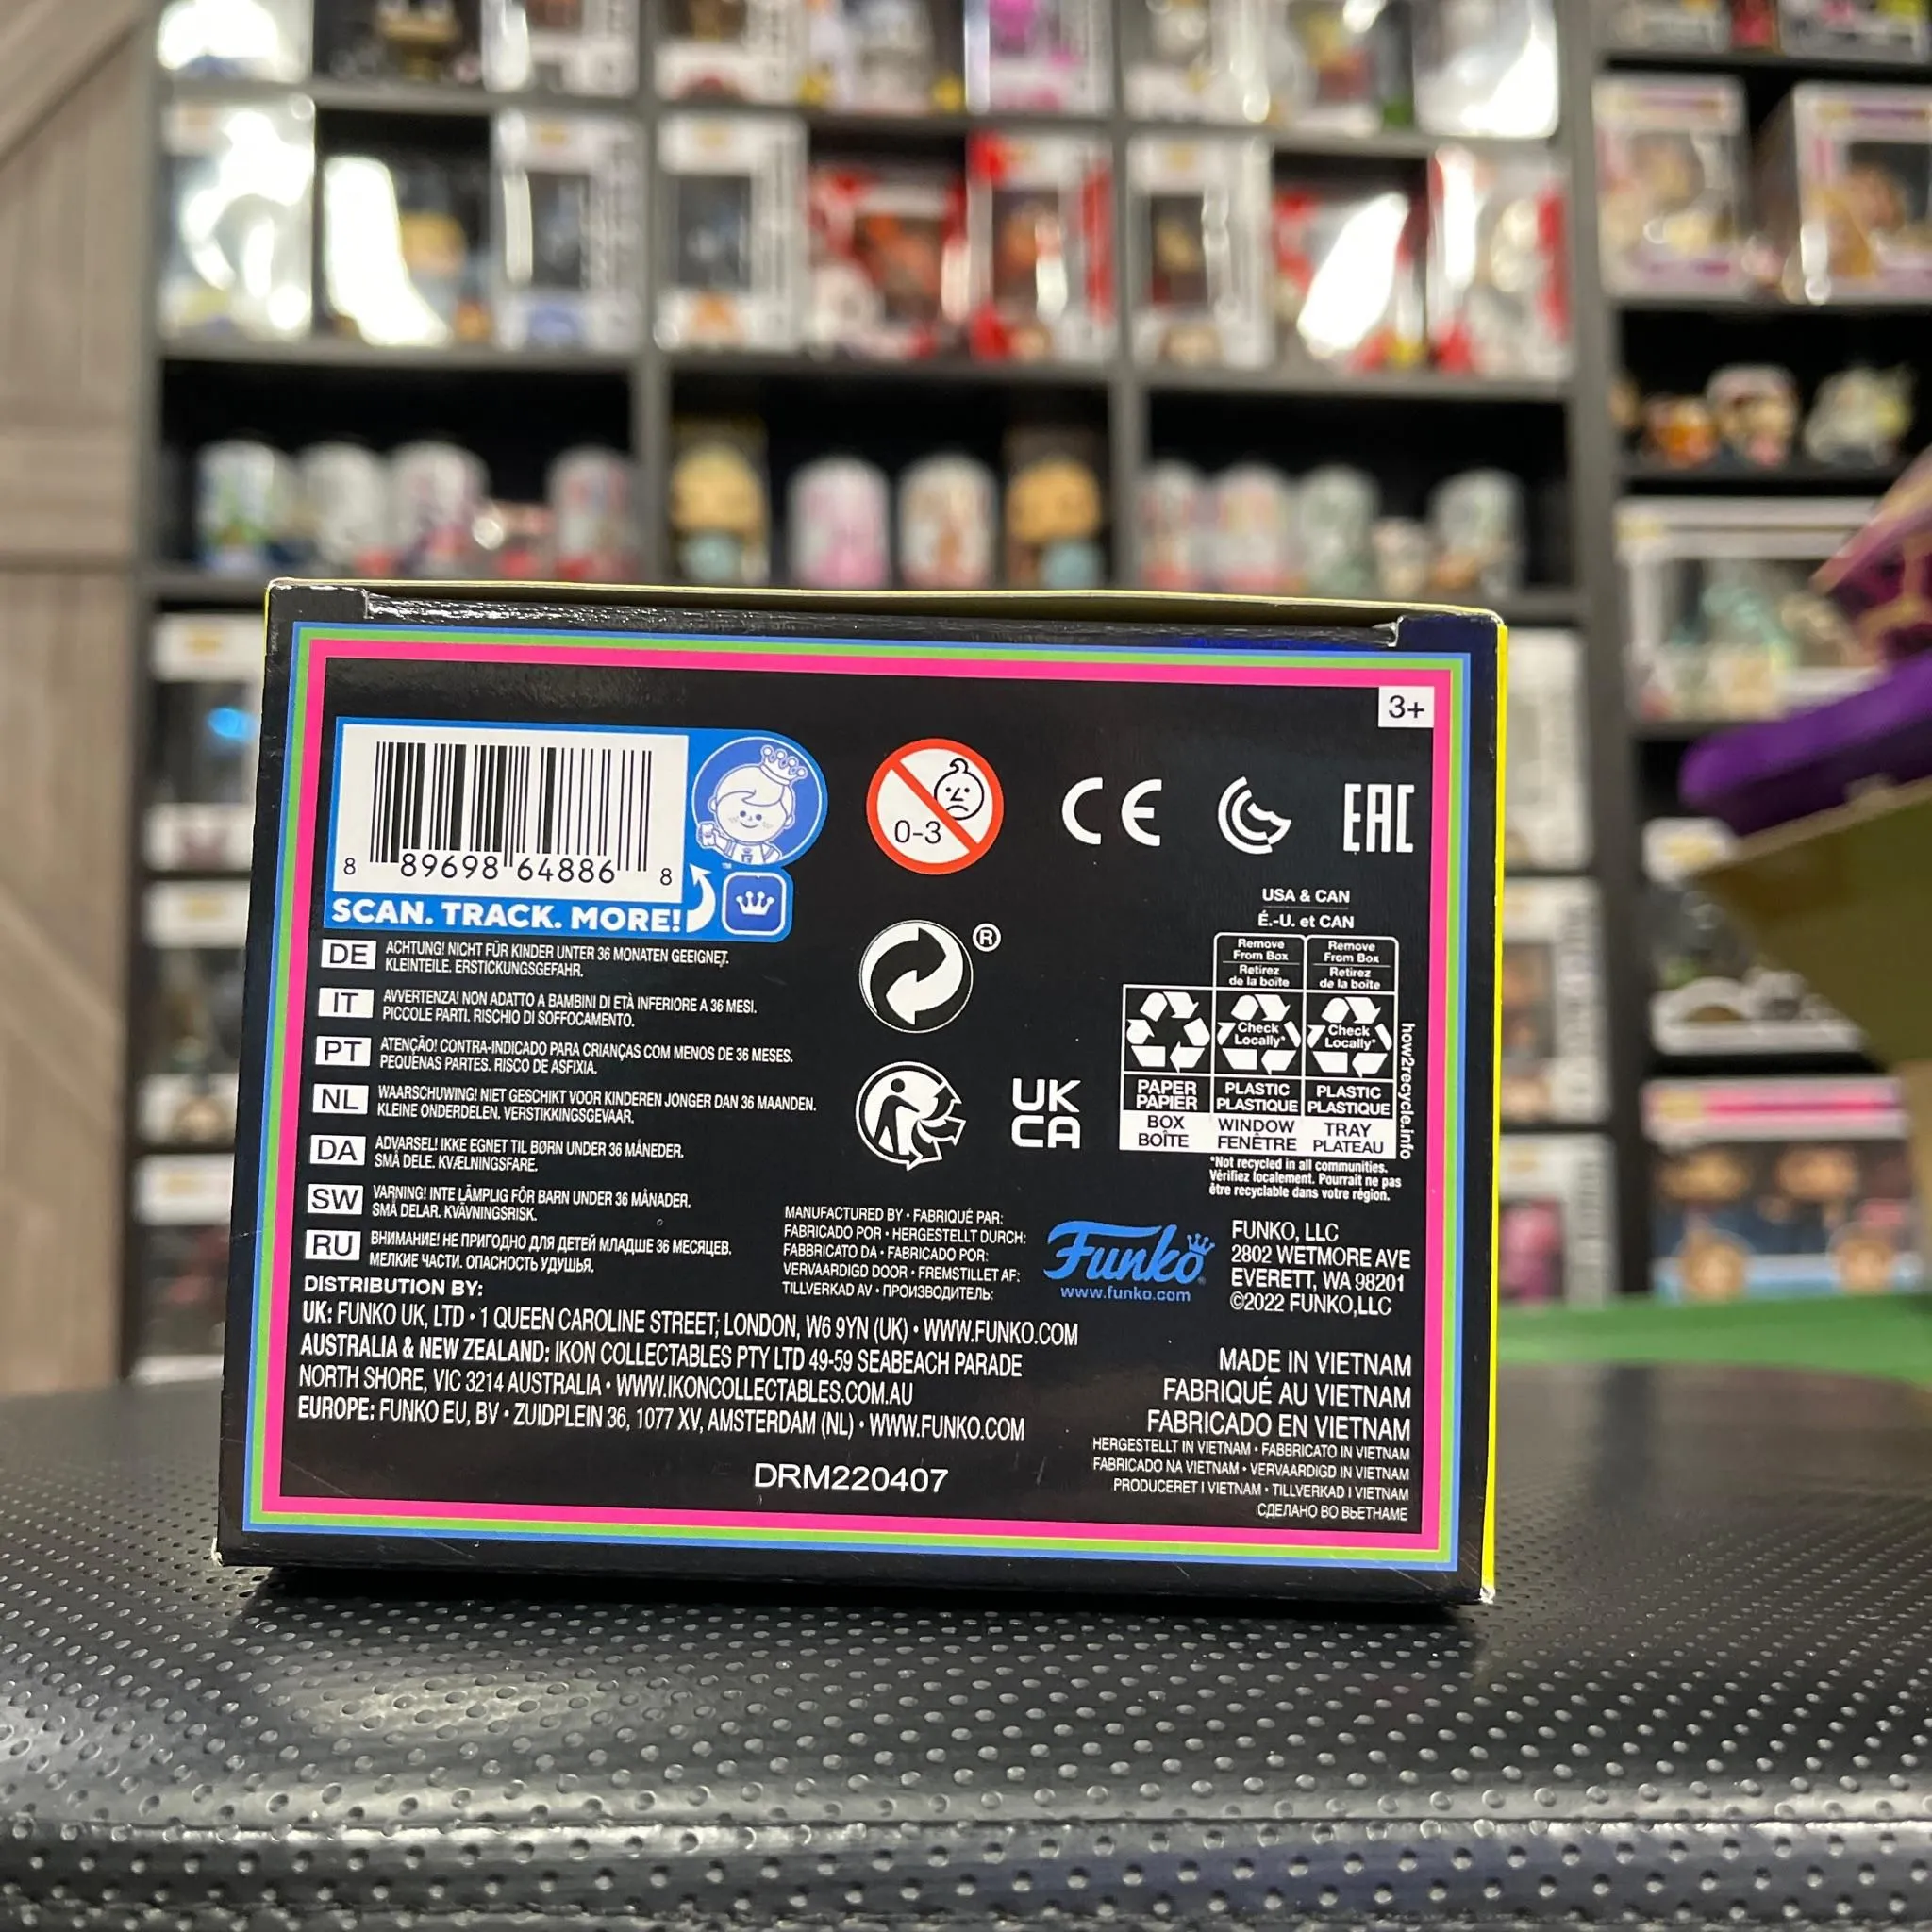 3+
8 89698 64886 8
SCAN. TRACK. MORE!
™
0-3
CE
EAC
®
UK
CA
DE ACHTUNG! NICHT FÜR KINDER UNTER 36 MONATEN GEEIGNET.
KLEINTEILE. ERSTICKUNGSGEFAHR.
IT AVVERTENZA! NON ADATTO A BAMBINI DI ETÀ INFERIORE A 36 MESI.
PICCOLE PARTI. RISCHIO DI SOFFOCAMENTO.
PT ATENÇÃO! CONTRA-INDICADO PARA CRIANÇAS COM MENOS DE 36 MESES.
PEQUENAS PARTES. RISCO DE ASFIXIA.
NL WAARSCHUWING! NIET GESCHIKT VOOR KINDEREN JONGER DAN 36 MAANDEN.
KLEINE ONDERDELEN. VERSTIKKINGSGEVAAR.
DA ADVARSEL! IKKE EGNET TIL BØRN UNDER 36 MÅNEDER.
SMÅ DELE. KVÆLNINGSFARE.
SW VARNING! INTE LÄMPLIG FÖR BARN UNDER 36 MÅNADER.
SMÅ DELAR. KVÄVNINGSRISK.
RU ВНИМАНИЕ! НЕ ПРИГОДНО ДЛЯ ДЕТЕЙ МЛАДШЕ 36 МЕСЯЦЕВ.
МЕЛКИЕ ЧАСТИ. ОПАСНОСТЬ УДУШЬЯ.
USA & CAN
É.-U. et CAN
Remove From Box
Retirez de la boîte
Remove From Box
Retirez de la boîte
Check Locally*
Check Locally*
PAPER PAPIER
PLASTIC PLASTIQUE
PLASTIC PLASTIQUE
BOX BOÎTE
WINDOW FENÊTRE
TRAY PLATEAU
how2recycle.info
*Not recycled in all communities.
Vérifiez localement. Pourrait ne pas
être recyclable dans votre région.
MANUFACTURED BY • FABRIQUÉ PAR:
FABRICADO POR • HERGESTELLT DURCH:
FABBRICATO DA • FABRICADO POR:
VERVAARDIGD DOOR • FREMSTILLET AF:
TILLVERKAD AV • ПРОИЗВОДИТЕЛЬ:
Funko
www.funko.com
FUNKO, LLC
2802 WETMORE AVE
EVERETT, WA 98201
©2022 FUNKO,LLC
DISTRIBUTION BY:
UK: FUNKO UK, LTD • 1 QUEEN CAROLINE STREET, LONDON, W6 9YN (UK) • WWW.FUNKO.COM
AUSTRALIA & NEW ZEALAND: IKON COLLECTABLES PTY LTD 49-59 SEABEACH PARADE
NORTH SHORE, VIC 3214 AUSTRALIA • WWW.IKONCOLLECTABLES.COM.AU
EUROPE: FUNKO EU, BV • ZUIDPLEIN 36, 1077 XV, AMSTERDAM (NL) • WWW.FUNKO.COM
MADE IN VIETNAM
FABRIQUÉ AU VIETNAM
FABRICADO EN VIETNAM
HERGESTELLT IN VIETNAM • FABBRICATO IN VIETNAM
FABRICADO NA VIETNAM • VERVAARDIGD IN VIETNAM
PRODUCERET I VIETNAM • TILLVERKAD I VIETNAM
СДЕЛАНО ВО ВЬЕТНАМЕ
DRM220407